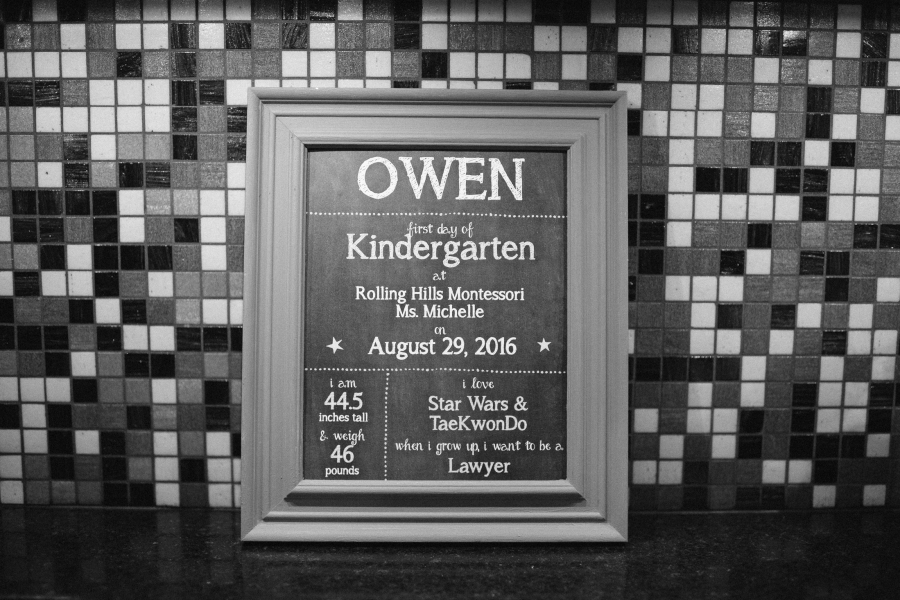 OWEN
first day of
Kindergarten
at
Rolling Hills Montessori
Ms. Michelle
on
August 29, 2016
i am
44.5
inches tall
& weigh
46
pounds
i love
Star Wars &
TaeKwonDo
when i grow up, i want to be a
Lawyer